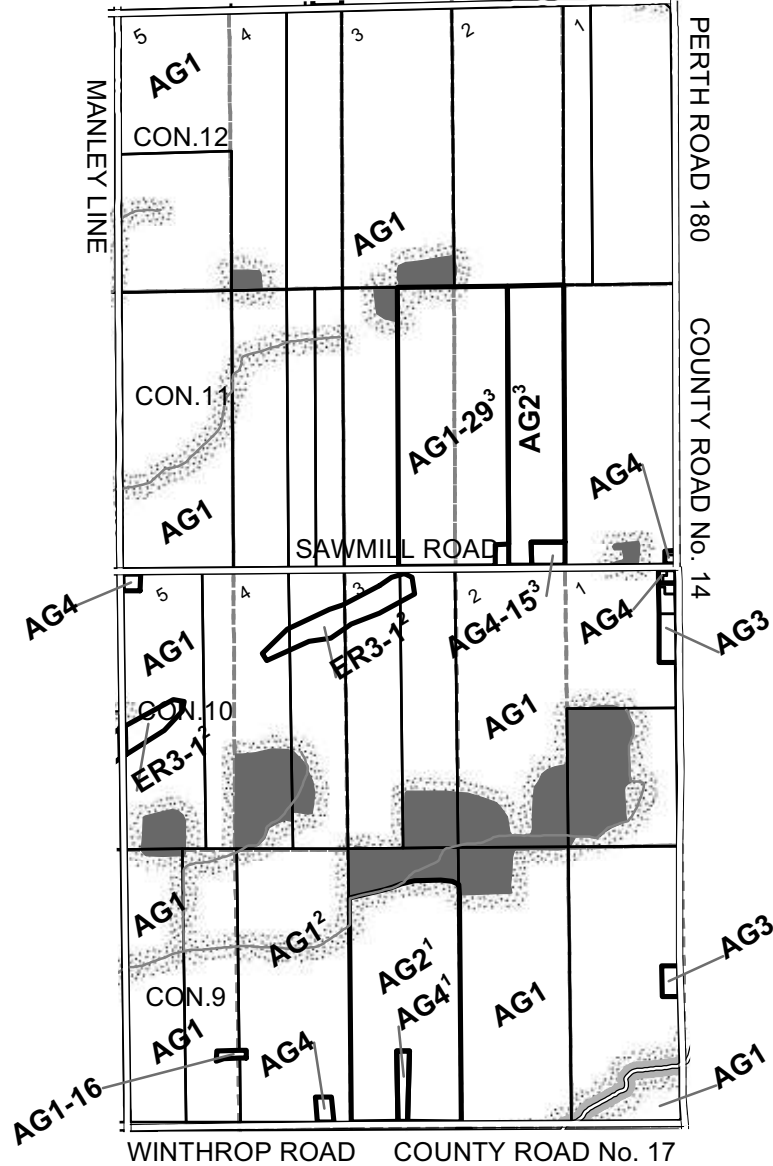 5
4
3
2
1
AG1
MANLEY LINE
CON.12
PERTH ROAD 180
AG1
CON.11
AG1-29³
AG2³
COUNTY ROAD No. 14
AG1
AG4
SAWMILL ROAD
5
4
3
2
1
AG4
AG1
ER3-1²
AG4-15³
AG4
AG3
CON.10
AG1
ER3-1²
AG1
AG1²
AG2¹
AG4¹
AG1
AG3
CON.9
AG1
AG4
AG1-16
AG1
WINTHROP ROAD
COUNTY ROAD No. 17